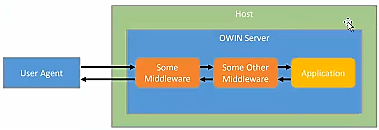 Host
OWIN Server
User Agent
Some
Middleware
Some Other
Middleware
Application